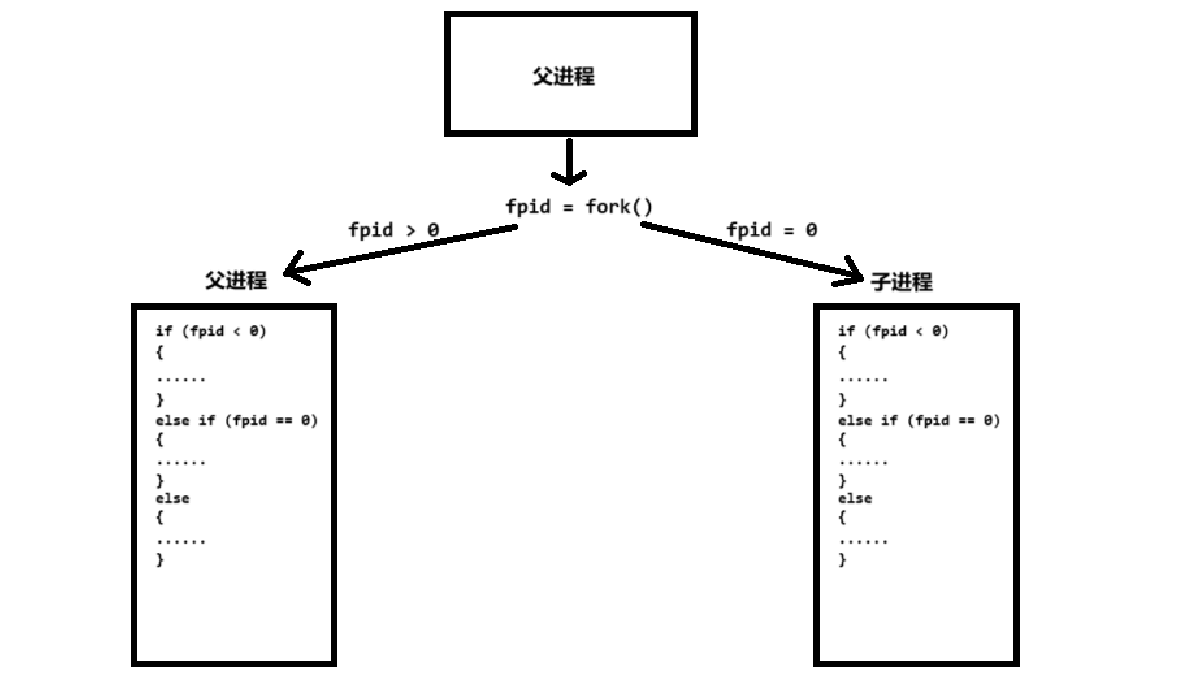 父进程
fpid = fork()
fpid > 0
fpid = 0
父进程
if (fpid < 0)
{
......
}
else if (fpid == 0)
{
......
}
else
{
......
}
子进程
if (fpid < 0)
{
......
}
else if (fpid == 0)
{
......
}
else
{
......
}